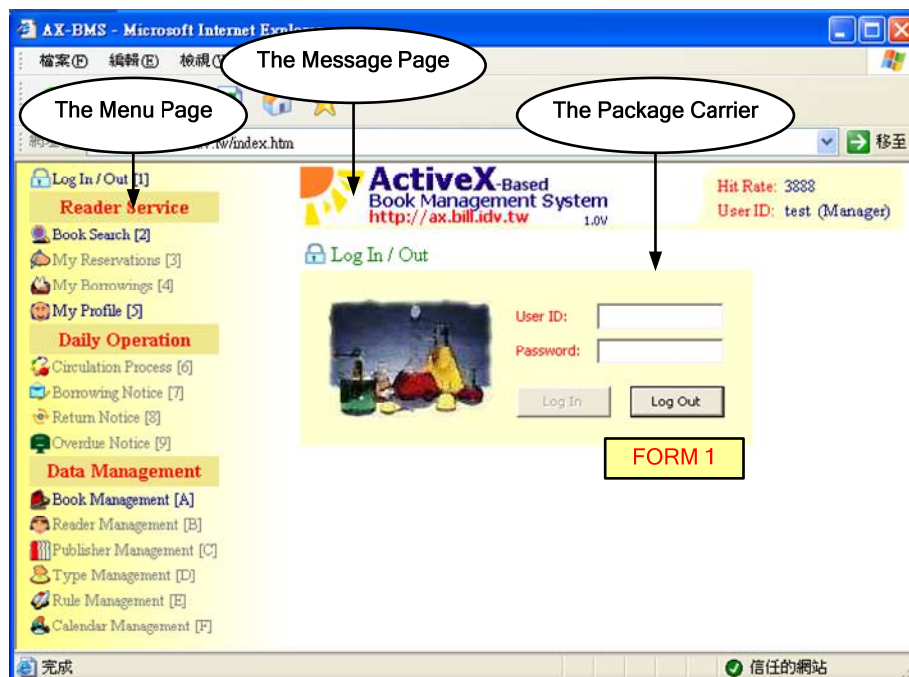 AX-BMS - Microsoft Internet Explorer
檔案(F) 編輯(E) 檢視(V)
The Message Page
The Menu Page
The Package Carrier
/index.htm
移至
Log In / Out [1]
Reader Service
Book Search [2]
My Reservations [3]
My Borrowings [4]
My Profile [5]
Daily Operation
Circulation Process [6]
Borrowing Notice [7]
Return Notice [8]
Overdue Notice [9]
Data Management
Book Management [A]
Reader Management [B]
Publisher Management [C]
Type Management [D]
Rule Management [E]
Calendar Management [F]
ActiveX-Based
Book Management System
http://ax.bill.idv.tw 1.0V
Hit Rate: 3888
User ID: test (Manager)
Log In / Out
User ID:
Password:
Log In Log Out
FORM 1
完成
信任的網站